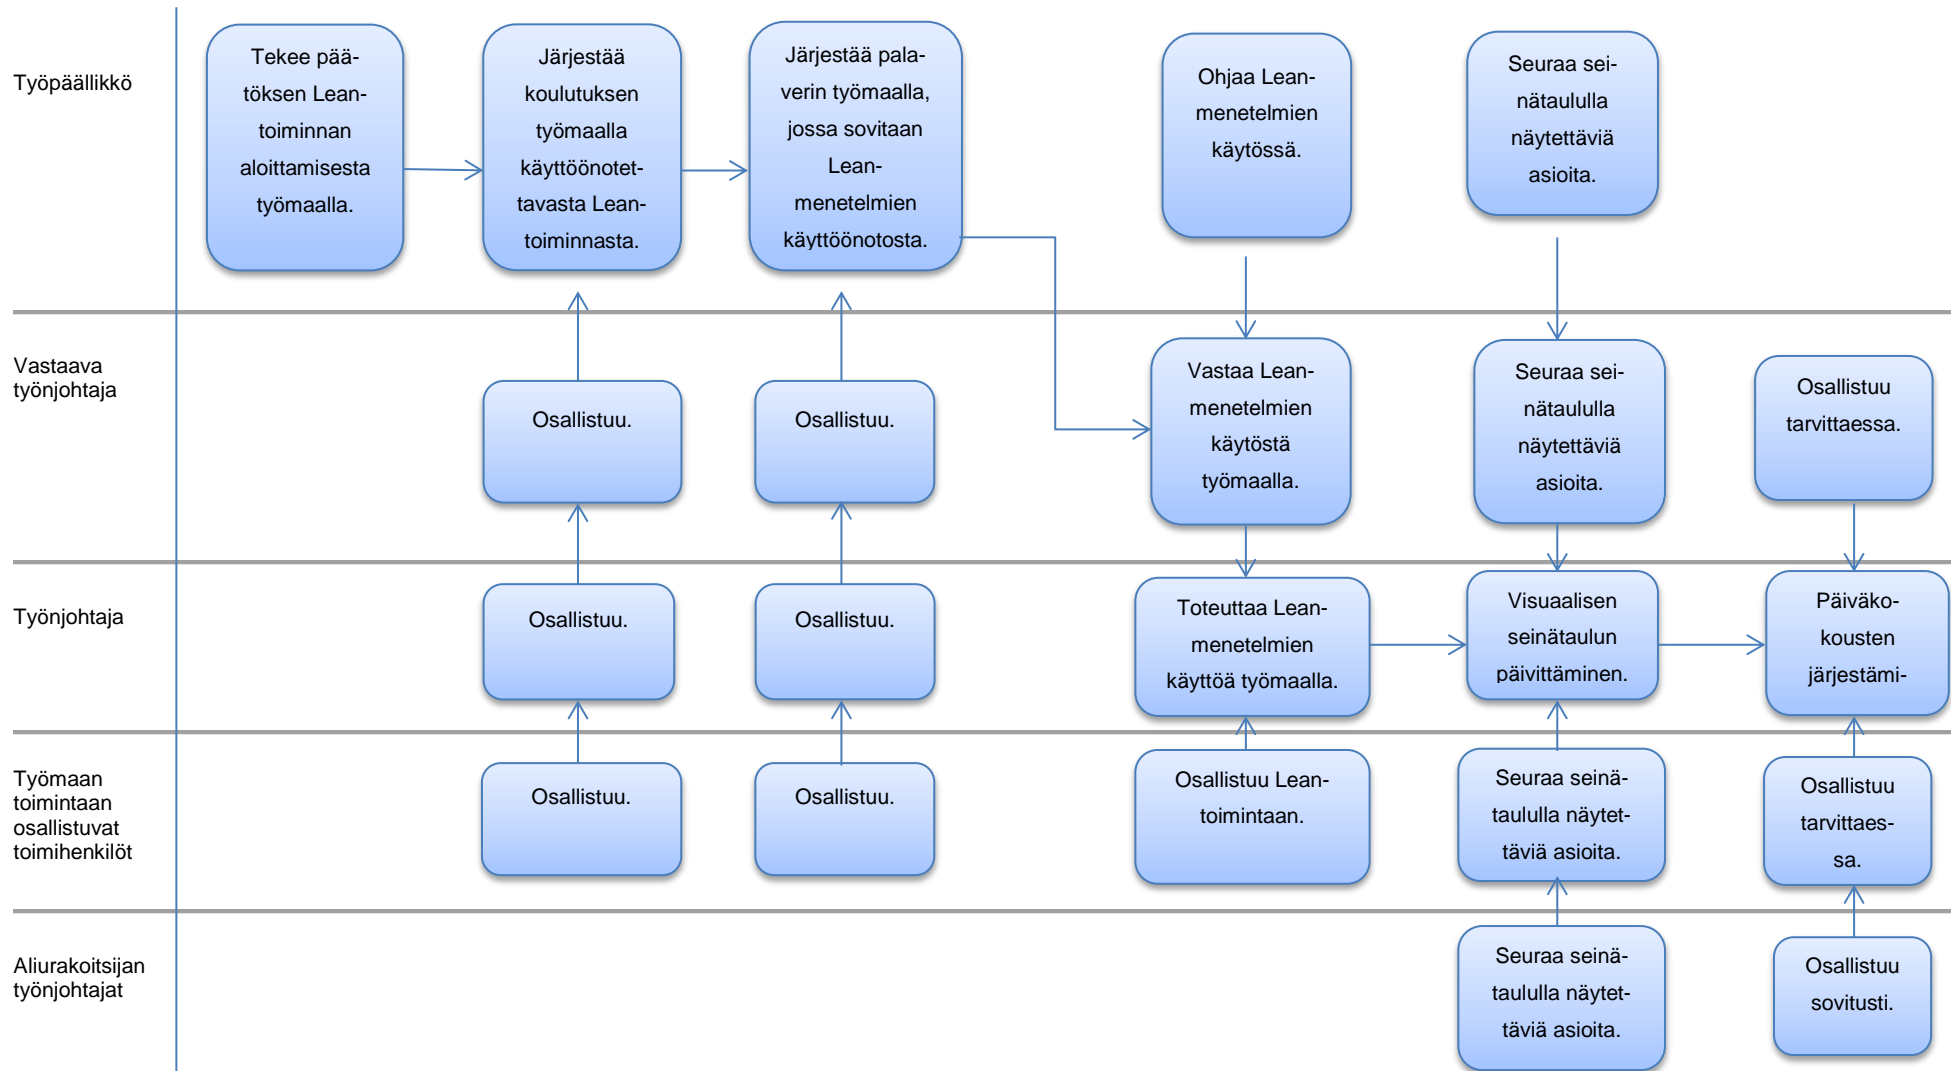 Työpäällikkö
Tekee pää-
töksen Lean-
toiminnan
aloittamisesta
työmaalla.
Järjestää
koulutuksen
työmaalla
käyttöönotet-
tavasta Lean-
toiminnasta.
Järjestää pala-
verin työmaalla,
jossa sovitaan
Lean-
menetelmien
käyttöönotosta.
Ohjaa Lean-
menetelmien
käytössä.
Seuraa sei-
nätaululla
näytettäviä
asioita.
Vastaava
työnjohtaja
Osallistuu.
Osallistuu.
Vastaa Lean-
menetelmien
käytöstä
työmaalla.
Seuraa sei-
nätaululla
näytettäviä
asioita.
Osallistuu
tarvittaessa.
Työnjohtaja
Osallistuu.
Osallistuu.
Toteuttaa Lean-
menetelmien
käyttöä työmaalla.
Visuaalisen
seinätaulun
päivittäminen.
Päiväko-
kousten
järjestämi-
Työmaan
toimintaan
osallistuvat
toimihenkilöt
Osallistuu.
Osallistuu.
Osallistuu Lean-
toimintaan.
Seuraa seinä-
taululla näytet-
täviä asioita.
Osallistuu
tarvittaes-
sa.
Aliurakoitsijan
työnjohtajat
Seuraa seinä-
taululla näytet-
täviä asioita.
Osallistuu
sovitusti.